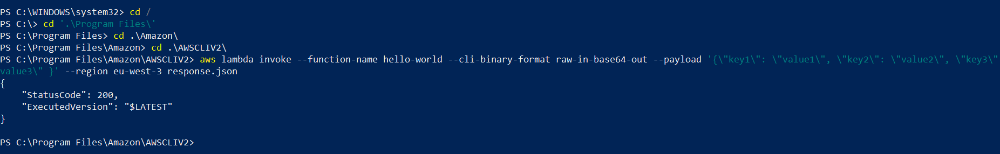 PS C:\WINDOWS\system32> cd /
PS C:\> cd '.\Program Files\'
PS C:\Program Files> cd .\Amazon\
PS C:\Program Files\Amazon> cd .\AWSCLIV2\
PS C:\Program Files\Amazon\AWSCLIV2> aws lambda invoke --function-name hello-world --cli-binary-format raw-in-base64-out --payload '{\"key1\": \"value1\", \"key2\": \"value2\", \"key3\"
value3\" }' --region eu-west-3 response.json
{
    "StatusCode": 200,
    "ExecutedVersion": "$LATEST"
}
PS C:\Program Files\Amazon\AWSCLIV2>